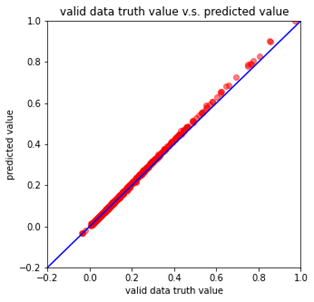 valid data truth value v.s. predicted value
1.0
0.8
0.6
0.4
0.2
0.0
−0.2
predicted value
−0.2 0.0 0.2 0.4 0.6 0.8 1.0
valid data truth value